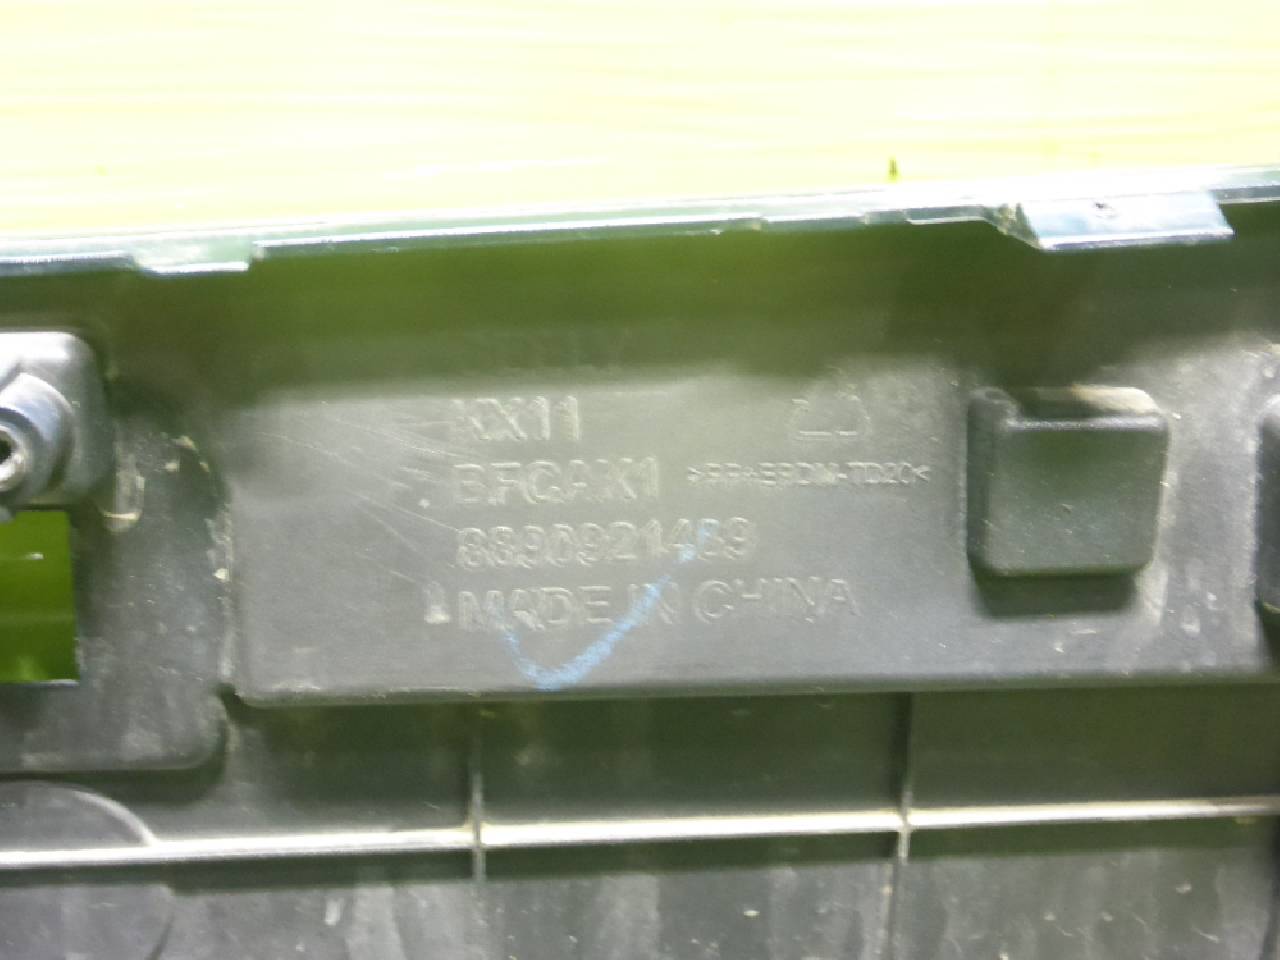 KX11
BFCAK1 >PP+EPDM-TD20<
8890921489
MADE IN CHINA